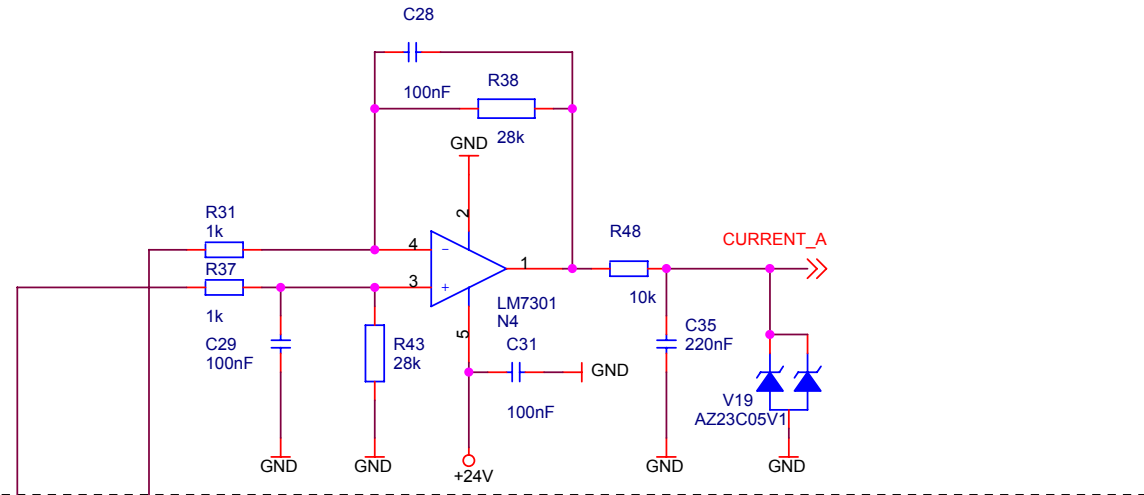 C28
100nF
R38
28k
GND
2
R31
1k
4
R37
1k
3
1
LM7301
N4
5
R48
10k
CURRENT_A
C29
100nF
R43
28k
C31
100nF
GND
C35
220nF
V19
AZ23C05V1
GND
GND
+24V
GND
GND